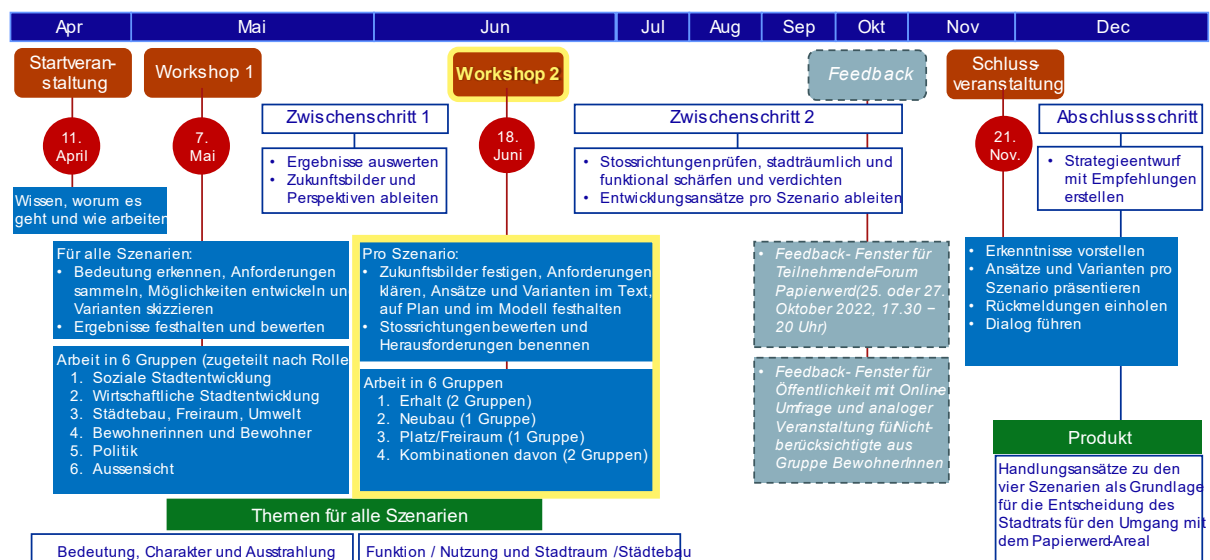 Apr Mai Jun Jul Aug Sep Okt Nov Dec
Startveran-
staltung
Workshop 1
Workshop 2
Feedback
Schluss-
veranstaltung
11.
April
7.
Mai
Zwischenschritt 1
18.
Juni
Zwischenschritt 2
21.
Nov.
Abschlussschritt
• Ergebnisse auswerten
• Zukunftsbilder und
Perspektiven ableiten
• Stossrichtungen prüfen, stadträumlich und
funktional schärfen und verdichten
• Entwicklungsansätze pro Szenario ableiten
• Strategieentwurf
mit Empfehlungen
erstellen
Wissen, worum es
geht und wie arbeiten
Für alle Szenarien:
• Bedeutung erkennen, Anforderungen
sammeln, Möglichkeiten entwickeln un
Varianten skizzieren
• Ergebnisse festhalten und bewerten
Pro Szenario:
• Zukunftsbilder festigen, Anforderungen
klären, Ansätze und Varianten im Text,
auf Plan und im Modell festhalten
• Stossrichtungen bewerten und
Herausforderungen benennen
• Feedback- Fenster für
Teilnehmende Forum
Papierwerd (25. oder 27.
Oktober 2022, 17.30 –
20 Uhr)
• Erkenntnisse vorstellen
• Ansätze und Varianten pro
Szenario präsentieren
• Rückmeldungen einholen
• Dialog führen
Arbeit in 6 Gruppen (zugeteilt nach Rolle
1. Soziale Stadtentwicklung
2. Wirtschaftliche Stadtentwicklung
3. Städtebau, Freiraum, Umwelt
4. Bewohnerinnen und Bewohner
5. Politik
6. Aussensicht
Arbeit in 6 Gruppen
1. Erhalt (2 Gruppen)
2. Neubau (1 Gruppe)
3. Platz/Freiraum (1 Gruppe)
4. Kombinationen davon (2 Gruppen)
• Feedback- Fenster für
Öffentlichkeit mit Online-
Umfrage und analoger
Veranstaltung für Nicht-
berücksichtigte aus
Gruppe BewohnerInnen
Produkt
Handlungsansätze zu den
vier Szenarien als Grundlage
für die Entscheidung des
Stadtrats für den Umgang mit
dem Papierwerd-Areal
Themen für alle Szenarien
Bedeutung, Charakter und Ausstrahlung
Funktion / Nutzung und Stadtraum /Städtebau